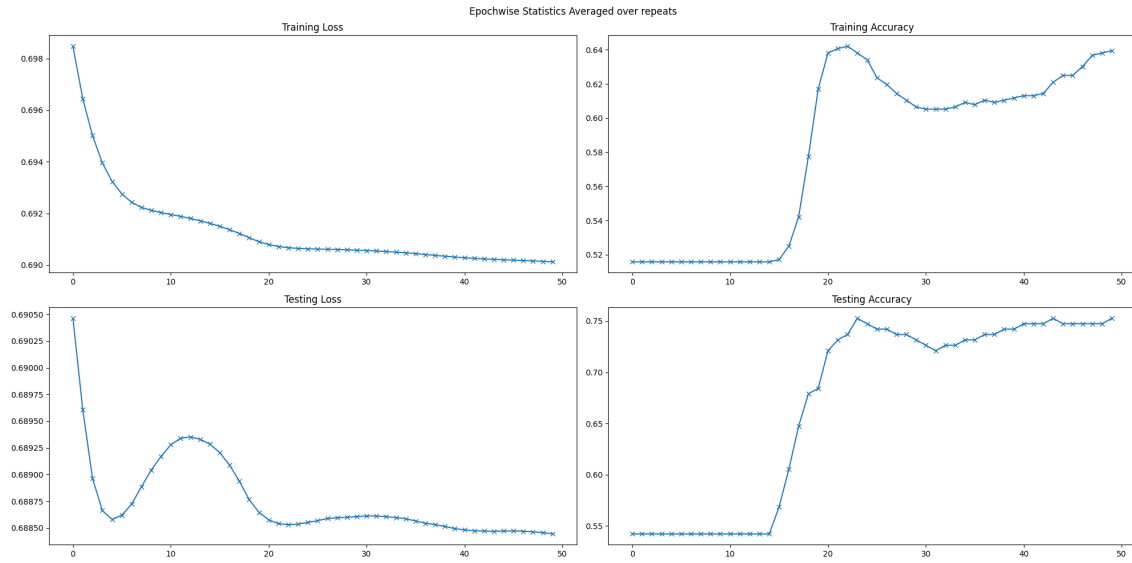 Epochwise Statistics Averaged over repeats
Training Loss
0.698
0.696
0.694
0.692
0.690
0 10 20 30 40 50
Training Accuracy
0.64
0.62
0.60
0.58
0.56
0.54
0.52
0 10 20 30 40 50
Testing Loss
0.69050
0.69025
0.69000
0.68975
0.68950
0.68925
0.68900
0.68875
0.68850
0 10 20 30 40 50
Testing Accuracy
0.75
0.70
0.65
0.60
0.55
0 10 20 30 40 50